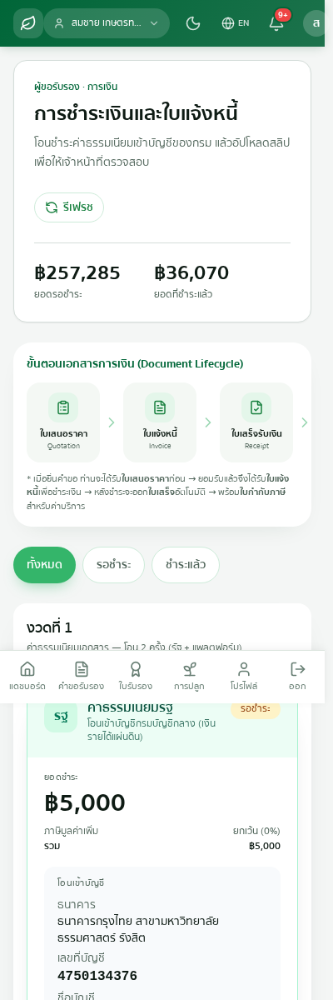 สมชาย เกษตรก...
EN
9+
ส
ผู้ขอรับรอง · การเงิน
การชำระเงินและใบแจ้งหนี้
โอนชำระค่าธรรมเนียมเข้าบัญชีของกรม แล้วอัปโหลดสลิป
เพื่อให้เจ้าหน้าที่ตรวจสอบ
รีเฟรช
฿257,285
ยอดรอชำระ
฿36,070
ยอดที่ชำระแล้ว
ขั้นตอนเอกสารการเงิน (Document Lifecycle)
ใบเสนอราคา
Quotation
ใบแจ้งหนี้
Invoice
ใบเสร็จรับเงิน
Receipt
* เมื่อยื่นคำขอ ท่านจะได้รับใบเสนอราคาก่อน → ยอมรับแล้วจึงได้รับใบแจ้ง
หนี้เพื่อชำระเงิน → หลังชำระจะออกใบเสร็จอัตโนมัติ → พร้อมใบกำกับภาษี
สำหรับค่าบริการ
ทั้งหมด
รอชำระ
ชำระแล้ว
งวดที่ 1
ค่าธรรมเนียมเอกสาร — โอน 2 ครั้ง (รัฐ + แพลตฟอร์ม)
แดชบอร์ด
คำขอรับรอง
ใบรับรอง
การปลูก
โปรไฟล์
ออก
รัฐ
ค่าธรรมเนียมรัฐ
รอชำระ
โอนเข้าบัญชีกรมบัญชีกลาง (เงิน
รายได้แผ่นดิน)
ยอดชำระ
฿5,000
ภาษีมูลค่าเพิ่ม
ยกเว้น (0%)
รวม
฿5,000
โอนเข้าบัญชี
ธนาคาร
ธนาคารกรุงไทย สาขามหาวิทยาลัย
ธรรมศาสตร์ รังสิต
เลขที่บัญชี
4750134376
ชื่อบัญชี